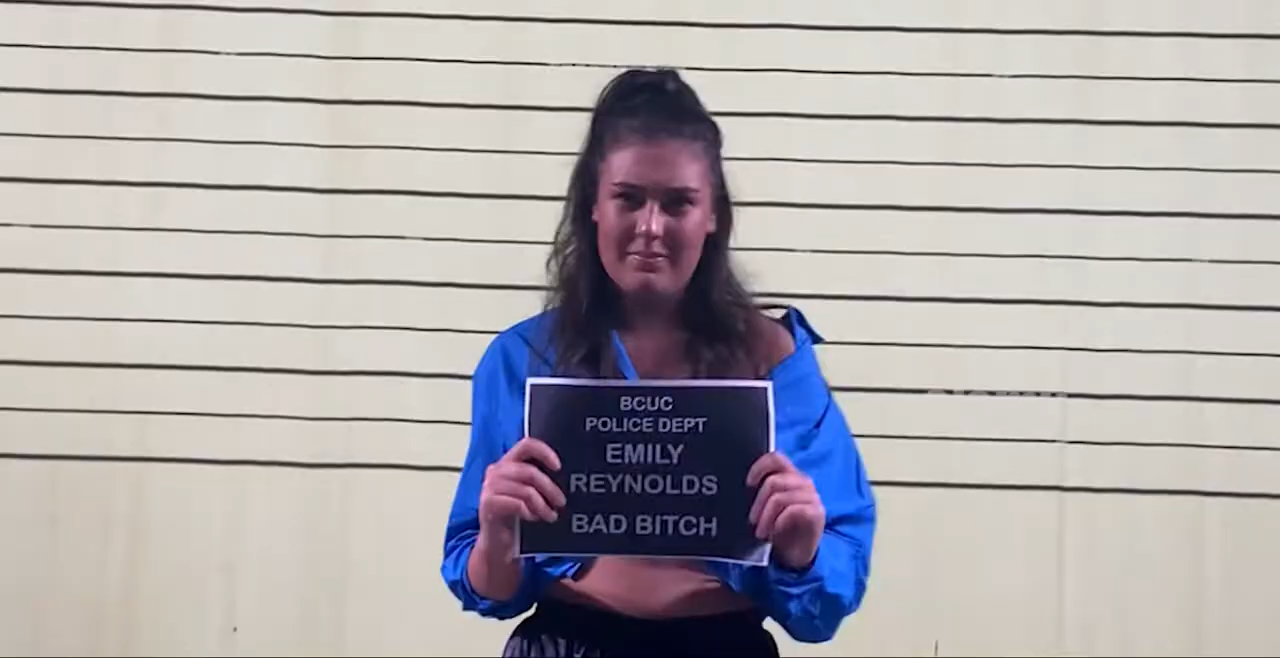 BCUC
POLICE DEPT
EMILY
REYNOLDS
BAD BITCH